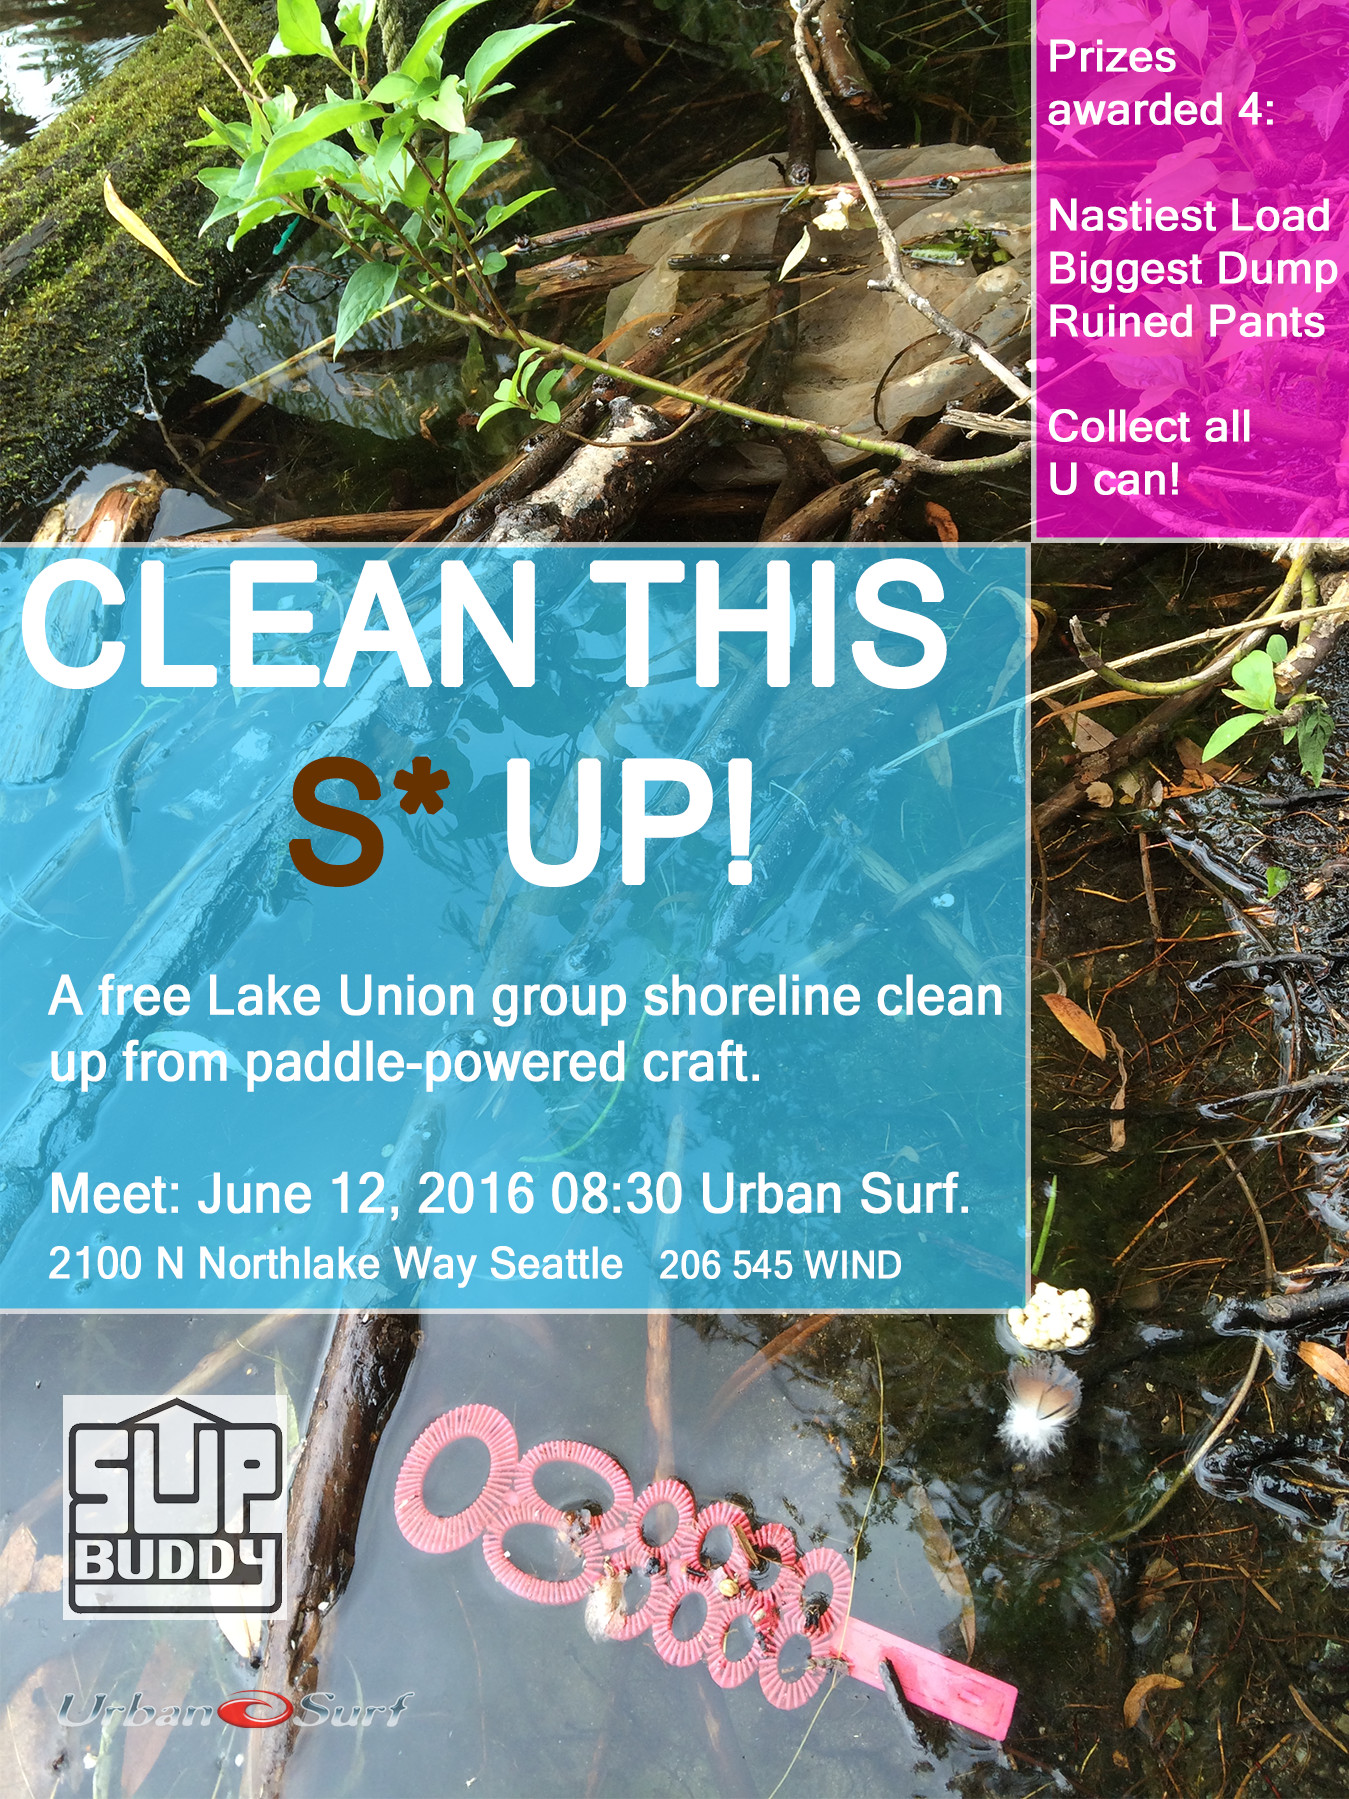 Prizes
awarded 4:
Nastiest Load
Biggest Dump
Ruined Pants
Collect all
U can!
CLEAN THIS
S* UP!
A free Lake Union group shoreline clean
up from paddle-powered craft.
Meet: June 12, 2016 08:30 Urban Surf.
2100 N Northlake Way Seattle 206 545 WIND
SUP
BUDDY
Urban Surf